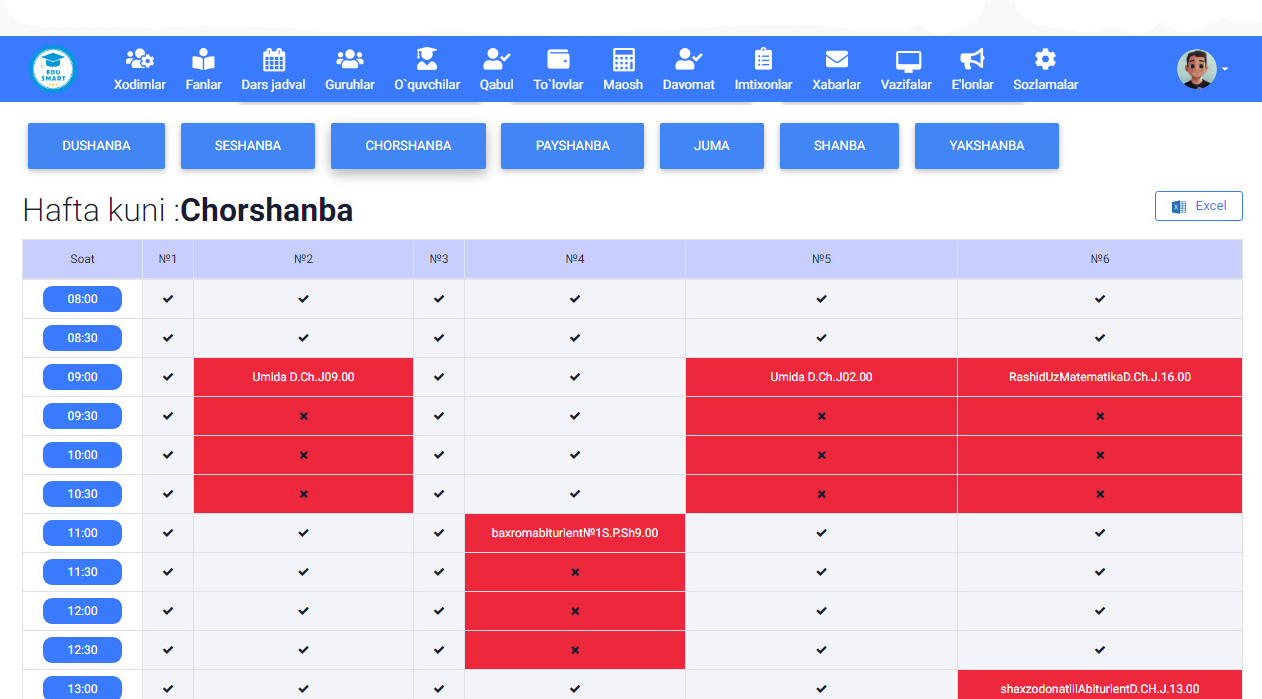 EDU
SMART
Xodimlar Fanlar Dars jadval Guruhlar O`quvchilar Qabul To`lovlar Maosh Davomat Imtixonlar Xabarlar Vazifalar E'lonlar Sozlamalar
DUSHANBA SESHANBA CHORSHANBA PAYSHANBA JUMA SHANBA YAKSHANBA
Hafta kuni :Chorshanba
Excel
Soat №1 №2 №3 №4 №5 №6
08:00
08:30
09:00 Umida D.Ch.J09.00 Umida D.Ch.J02.00 RashidUzMatematikaD.Ch.J.16.00
09:30
10:00
10:30
11:00 baxromabiturient№1S.P.Sh9.00
11:30
12:00
12:30
13:00 shaxzodonatiliAbiturientD.CH.J.13.00